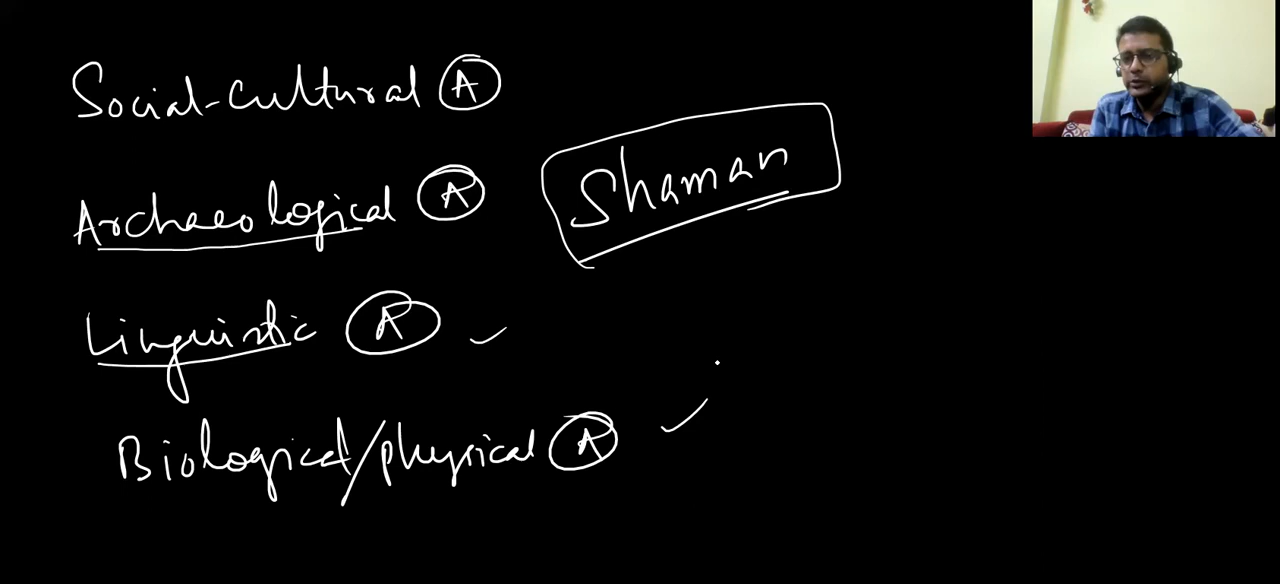 Social-Cultural A
Archaeological A
Shaman
Linguistic A
Biological/physical A